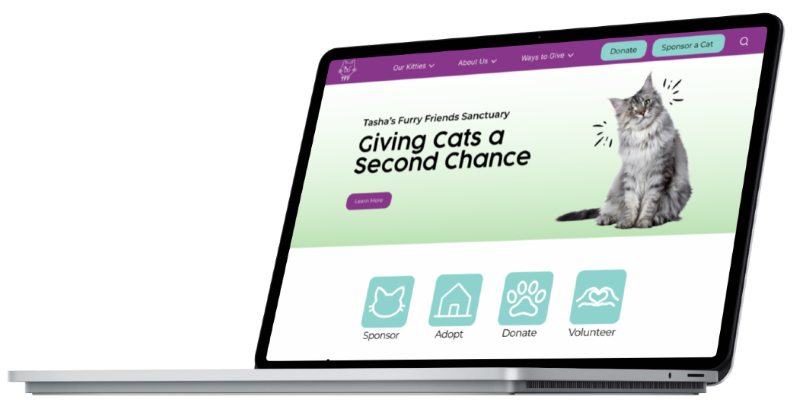 Our Kitties
About Us
Ways to Give
Donate
Sponsor a Cat
Tasha's Furry Friends Sanctuary
Giving Cats a
Second Chance
Learn More
Sponsor
Adopt
Donate
Volunteer